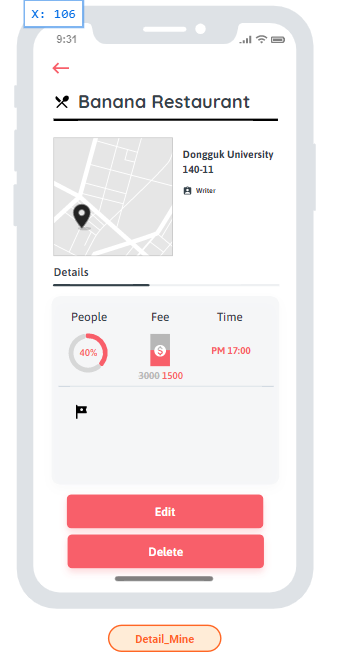 X: 106
9:31
Banana Restaurant
Dongguk University
140-11
Writer
Details
People Fee Time
40% $ PM 17:00
3000 1500
Edit
Delete
Detail_Mine